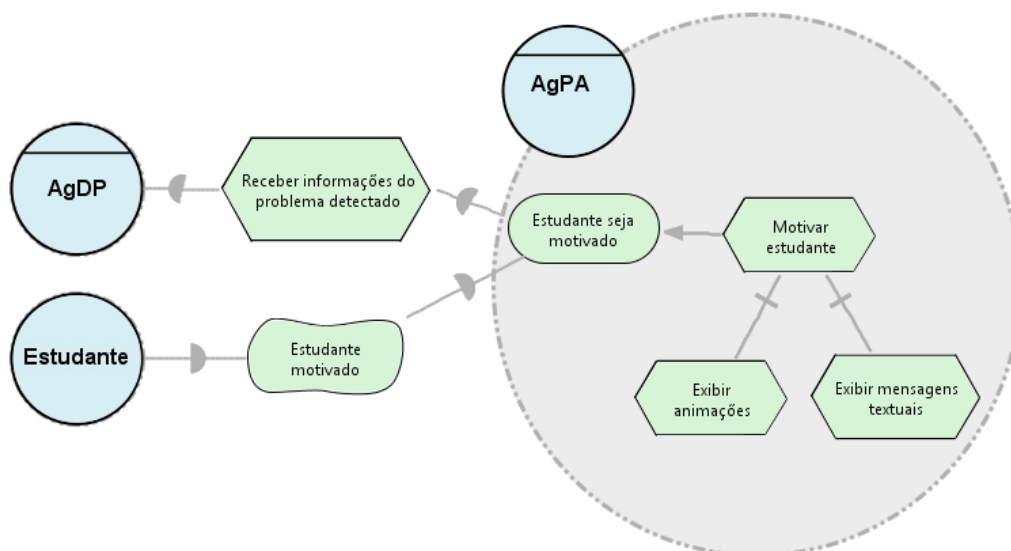 AgPA
AgDP
Receber informações do
problema detectado
Estudante seja
motivado
Motivar
estudante
Estudante
Estudante
motivado
Exibir
animações
Exibir mensagens
textuais